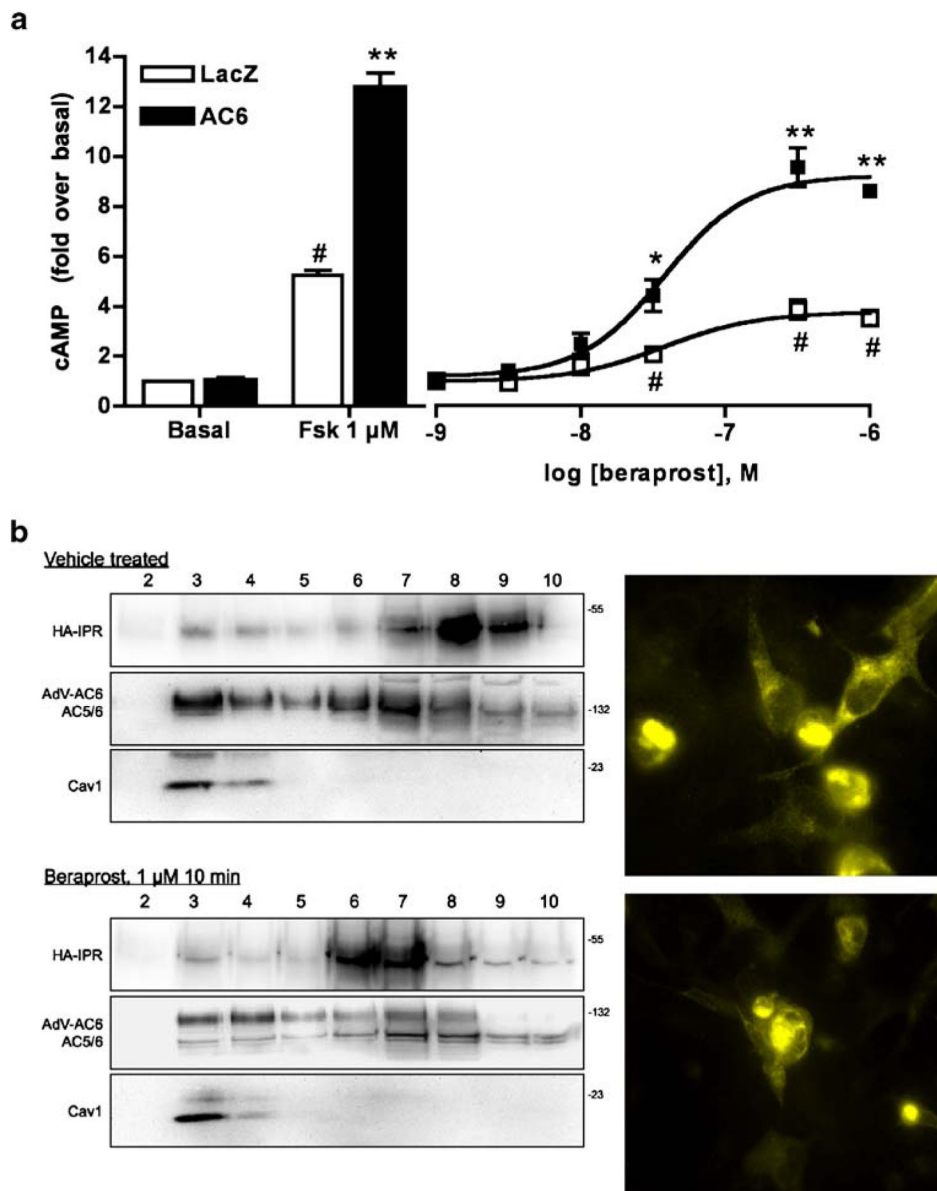 a
14
12
10
8
6
4
2
0
cAMP (fold over basal)
LacZ
AC6
#
**
*
**
**
#
#
#
Basal
Fsk 1 µM
-9
-8
-7
-6
log [beraprost], M
b
Vehicle treated
2 3 4 5 6 7 8 9 10
HA-IPR
-55
AdV-AC6
AC5/6
-132
Cav1
-23
Beraprost, 1 µM 10 min
2 3 4 5 6 7 8 9 10
HA-IPR
-55
AdV-AC6
AC5/6
-132
Cav1
-23